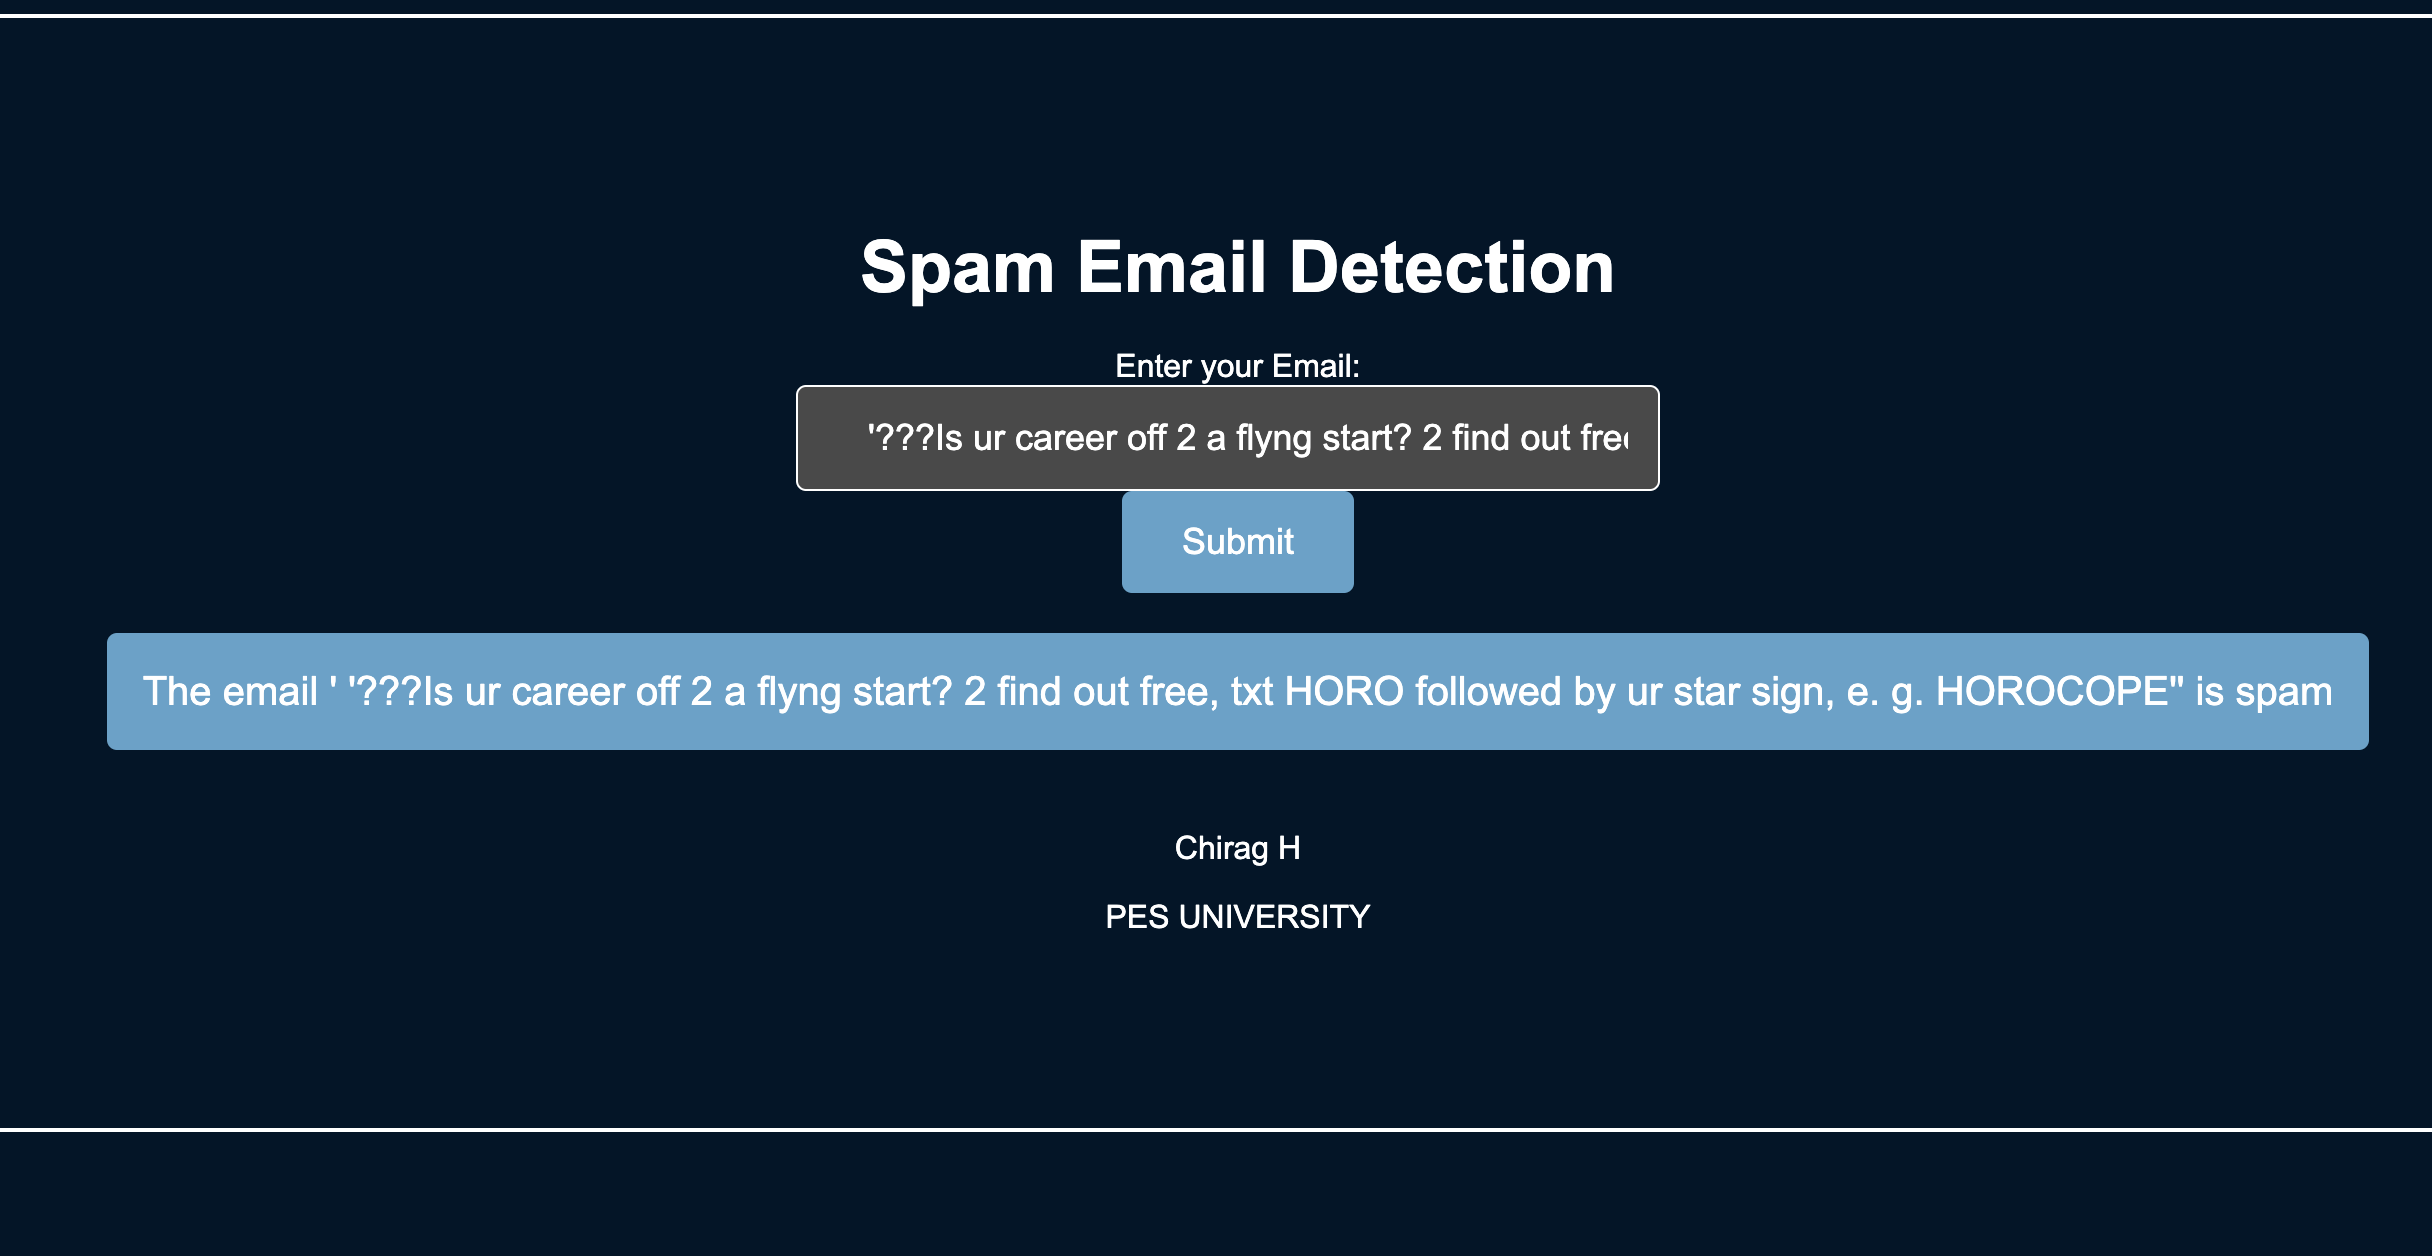 Spam Email Detection
Enter your Email:
'???Is ur career off 2 a flyng start? 2 find out free
Submit
The email ' '???Is ur career off 2 a flyng start? 2 find out free, txt HORO followed by ur star sign, e. g. HOROCOPE'' is spam
Chirag H
PES UNIVERSITY